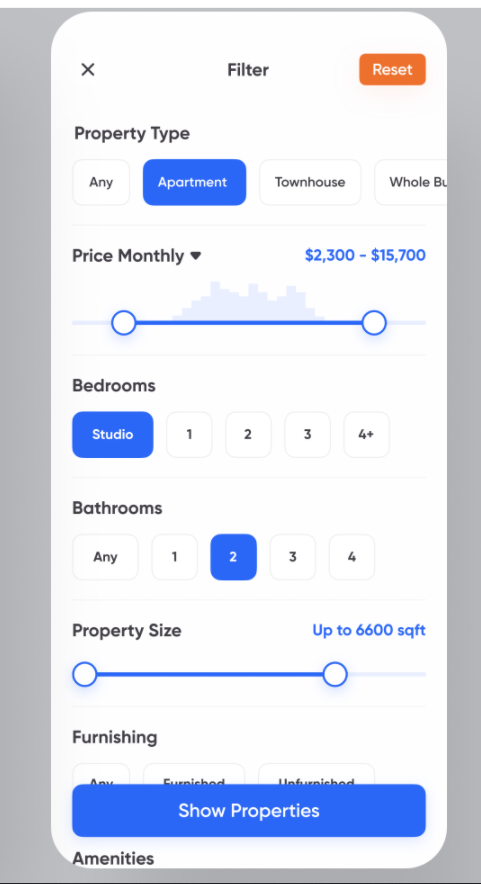 Filter
Reset
Property Type
Any Apartment Townhouse Whole Bu
Price Monthly $2,300 - $15,700
Bedrooms
Studio 1 2 3 4+
Bathrooms
Any 1 2 3 4
Property Size Up to 6600 sqft
Furnishing
Any Furnished Unfurnished
Show Properties
Amenities